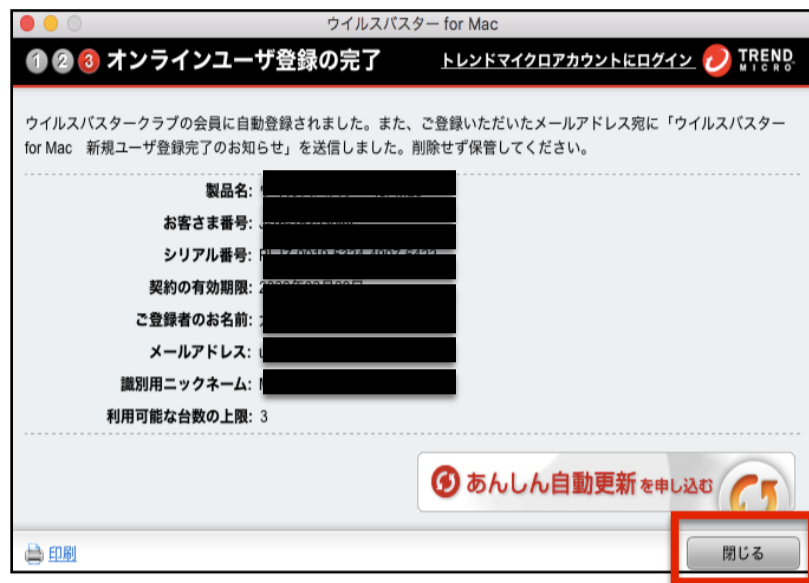 ウイルスバスター for Mac
1 2 3 オンラインユーザ登録の完了
トレンドマイクロアカウントにログイン
TREND MICRO
ウイルスバスタークラブの会員に自動登録されました。また、ご登録いただいたメールアドレス宛に「ウイルスバスター
for Mac 新規ユーザ登録完了のお知らせ」を送信しました。削除せず保管してください。
製品名:
お客さま番号:
シリアル番号:
契約の有効期限:
ご登録者のお名前:
メールアドレス:
識別用ニックネーム:
利用可能な台数の上限: 3
あんしん自動更新 を申し込む
印刷
閉じる